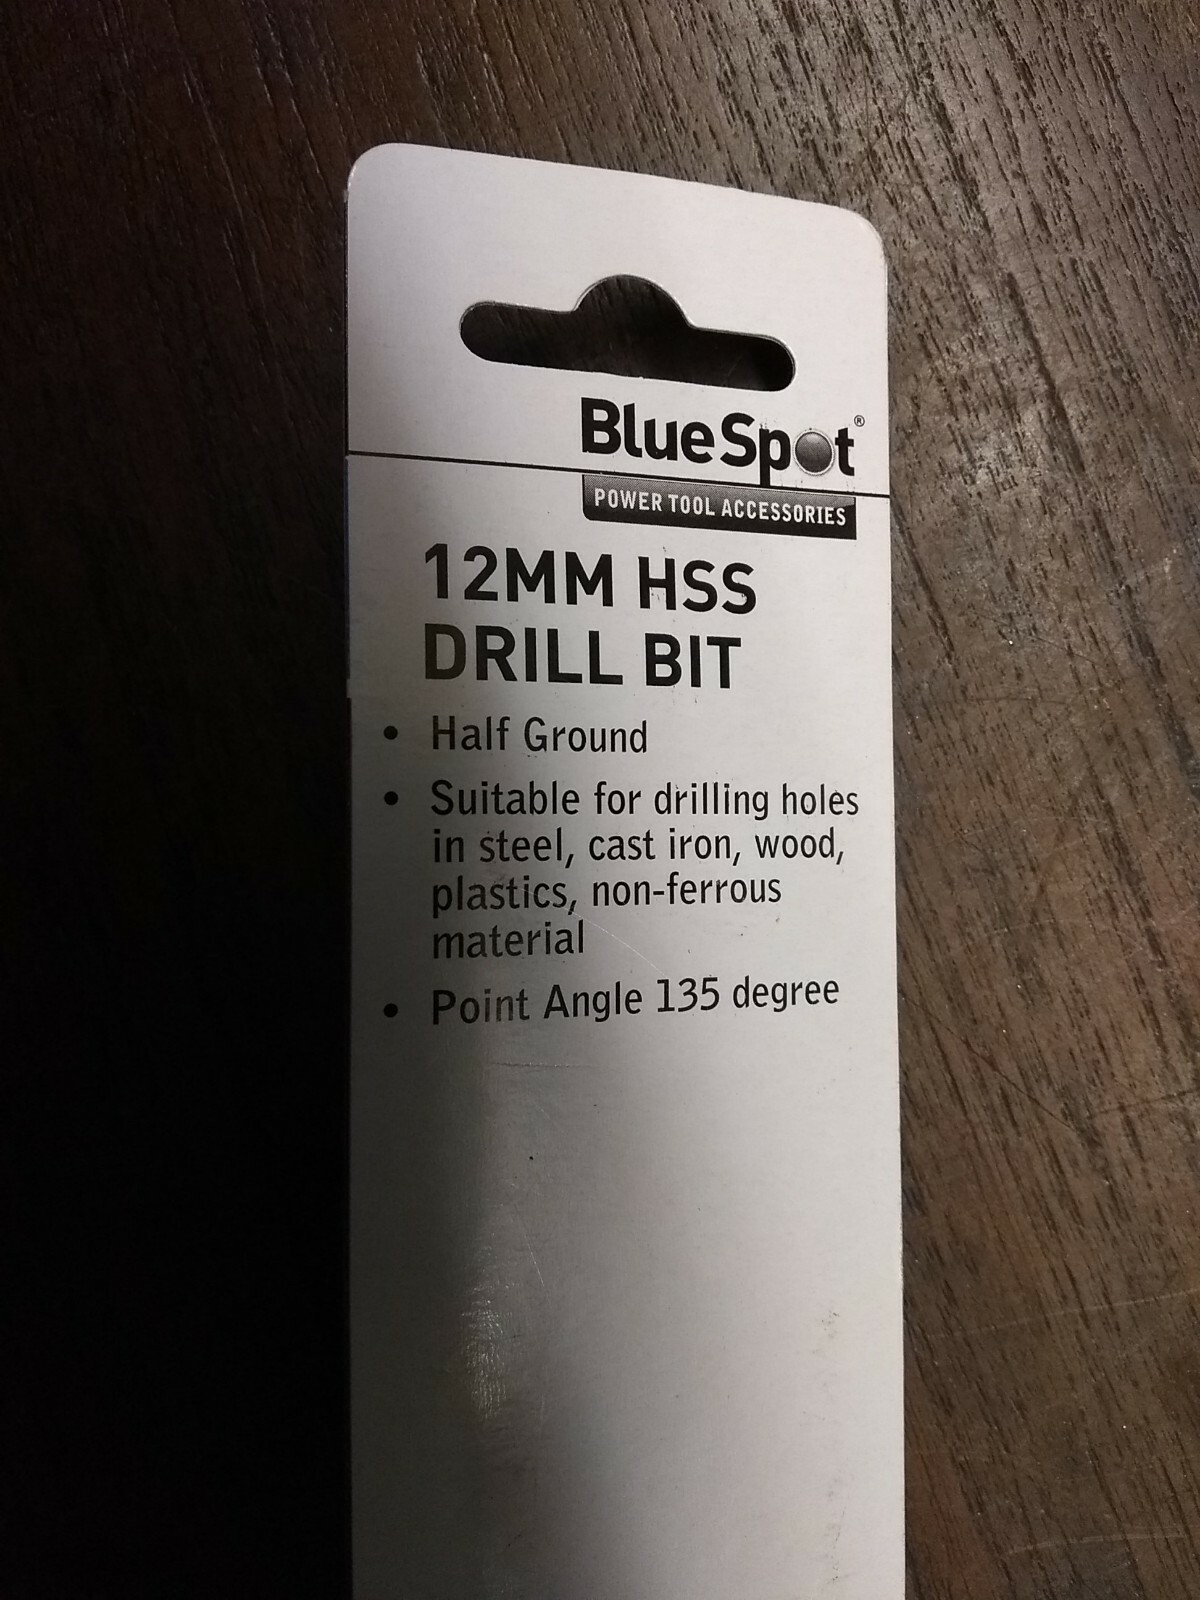 BlueSpot®
POWER TOOL ACCESSORIES
12MM HSS
DRILL BIT
• Half Ground
• Suitable for drilling holes
in steel, cast iron, wood,
plastics, non-ferrous
material
• Point Angle 135 degree